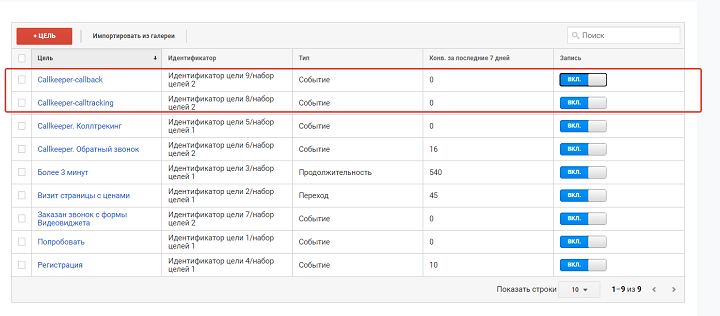 + ЦЕЛЬ Импортировать из галереи Поиск
Цель Идентификатор Тип Конв. за последние 7 дней Запись
Callkeeper-callback Идентификатор цели 9/набор целей 2 Событие 0 ВКЛ.
Callkeeper-calltracking Идентификатор цели 8/набор целей 2 Событие 0 ВКЛ.
Callkeeper. Коллтрекинг Идентификатор цели 5/набор целей 1 Событие 0 ВКЛ.
Callkeeper. Обратный звонок Идентификатор цели 6/набор целей 2 Событие 16 ВКЛ.
Более 3 минут Идентификатор цели 3/набор целей 1 Продолжительность 540 ВКЛ.
Визит страницы с ценами Идентификатор цели 2/набор целей 1 Переход 45 ВКЛ.
Заказан звонок с формы Видеовиджета Идентификатор цели 7/набор целей 2 Событие 0 ВКЛ.
Попробовать Идентификатор цели 1/набор целей 1 Событие 0 ВКЛ.
Регистрация Идентификатор цели 4/набор целей 1 Событие 10 ВКЛ.
Показать строки 10 1–9 из 9